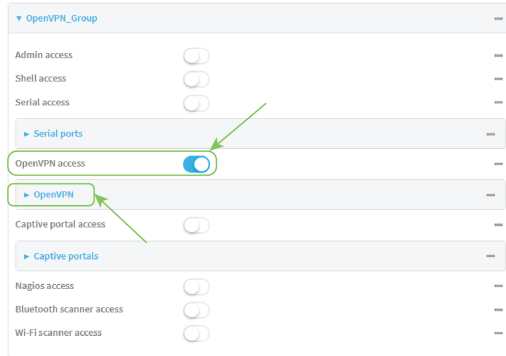 OpenVPN_Group
Admin access
Shell access
Serial access
Serial ports
OpenVPN access
OpenVPN
Captive portal access
Captive portals
Nagios access
Bluetooth scanner access
Wi-Fi scanner access